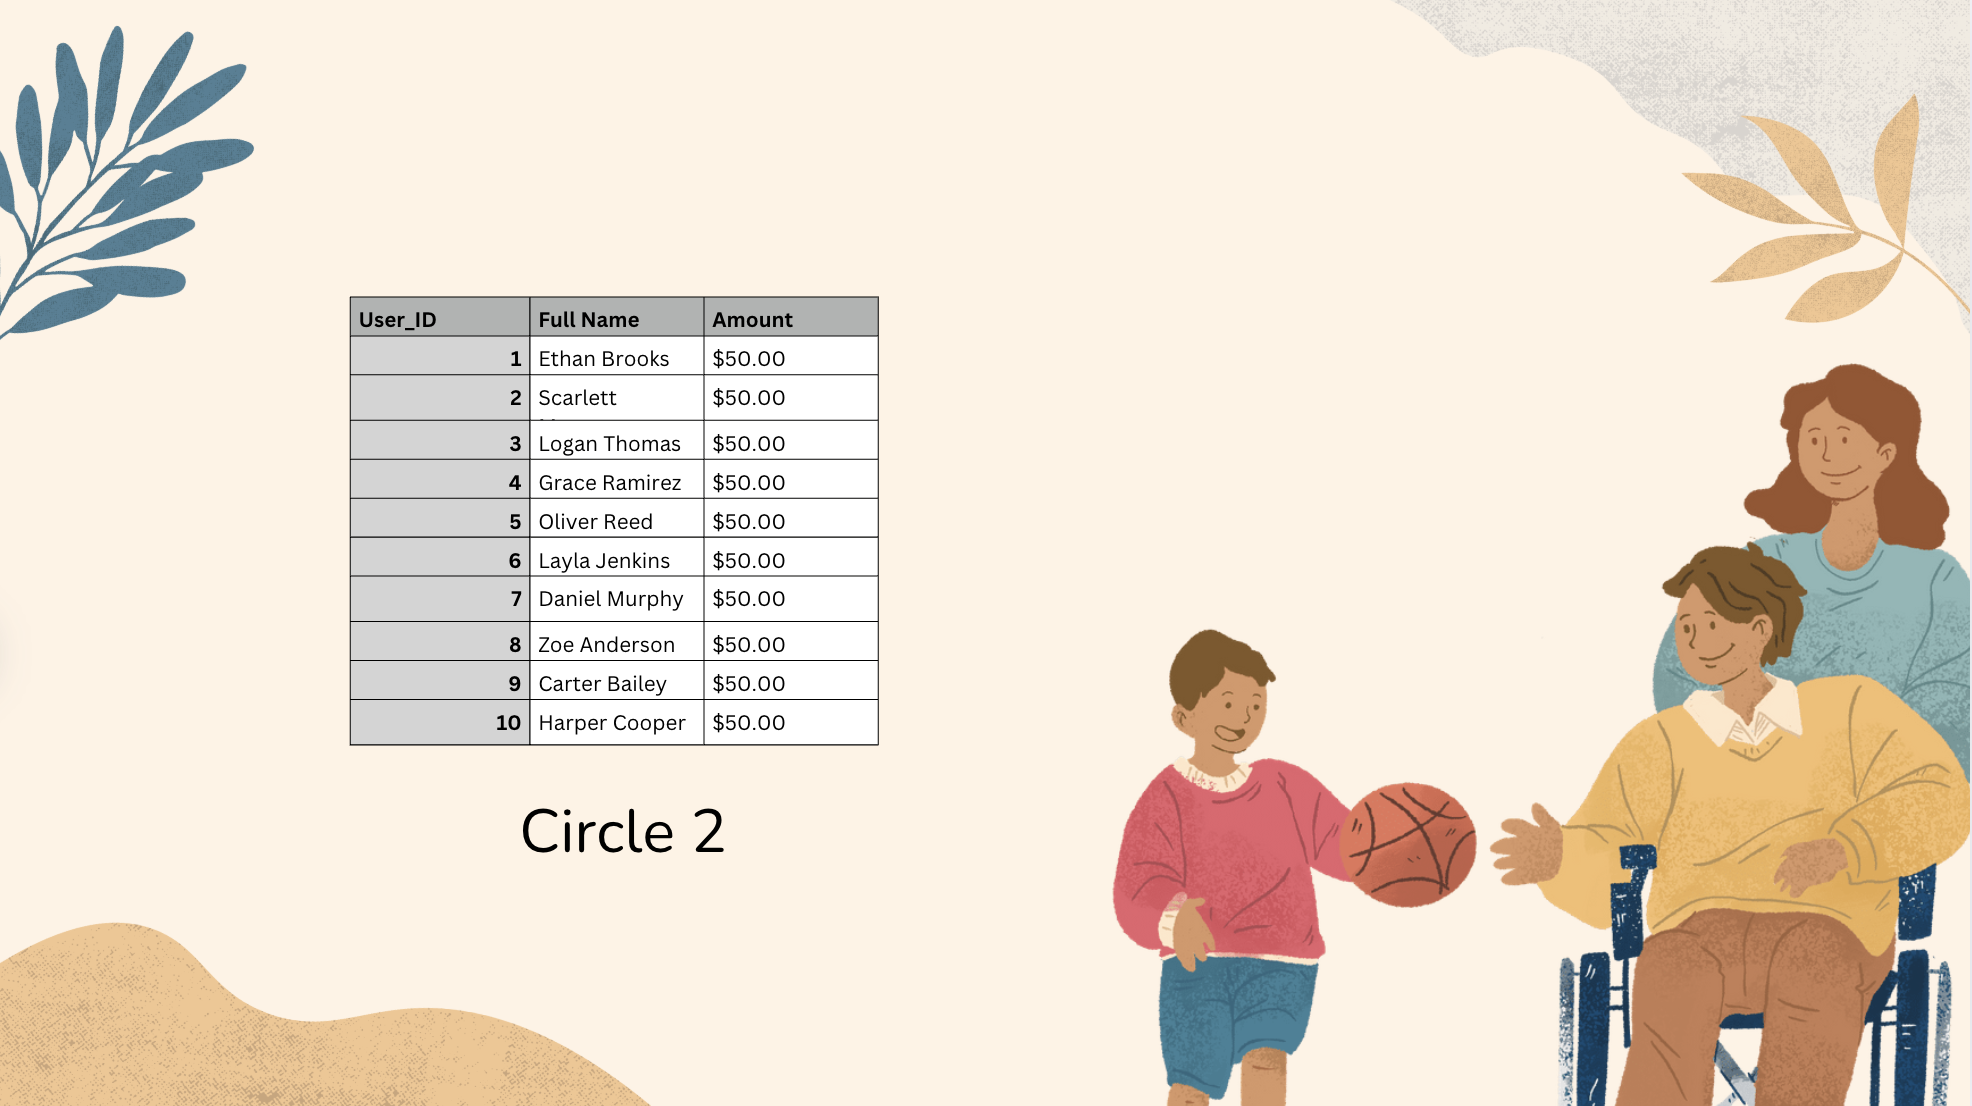 User_ID Full Name Amount
1 Ethan Brooks $50.00
2 Scarlett $50.00
3 Logan Thomas $50.00
4 Grace Ramirez $50.00
5 Oliver Reed $50.00
6 Layla Jenkins $50.00
7 Daniel Murphy $50.00
8 Zoe Anderson $50.00
9 Carter Bailey $50.00
10 Harper Cooper $50.00
Circle 2